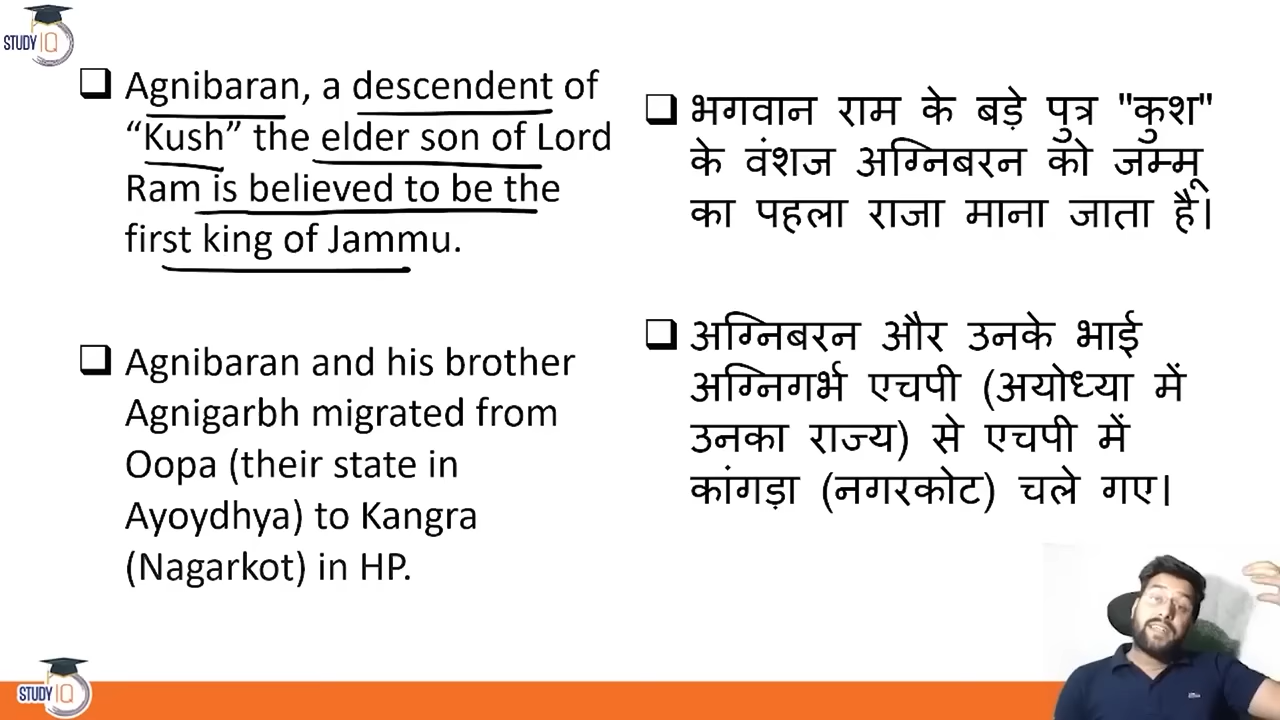 STUDY IQ
Agnibaran, a descendent of
“Kush” the elder son of Lord
Ram is believed to be the
first king of Jammu.
Agnibaran and his brother
Agnigarbh migrated from
Oopa (their state in
Ayoydhya) to Kangra
(Nagarkot) in HP.
भगवान राम के बड़े पुत्र "कुश"
के वंशज अग्निबरन को जम्मू
का पहला राजा माना जाता है।
अग्निबरन और उनके भाई
अग्निगर्भ एचपी (अयोध्या में
उनका राज्य) से एचपी में
कांगड़ा (नगरकोट) चले गए।
STUDY IQ